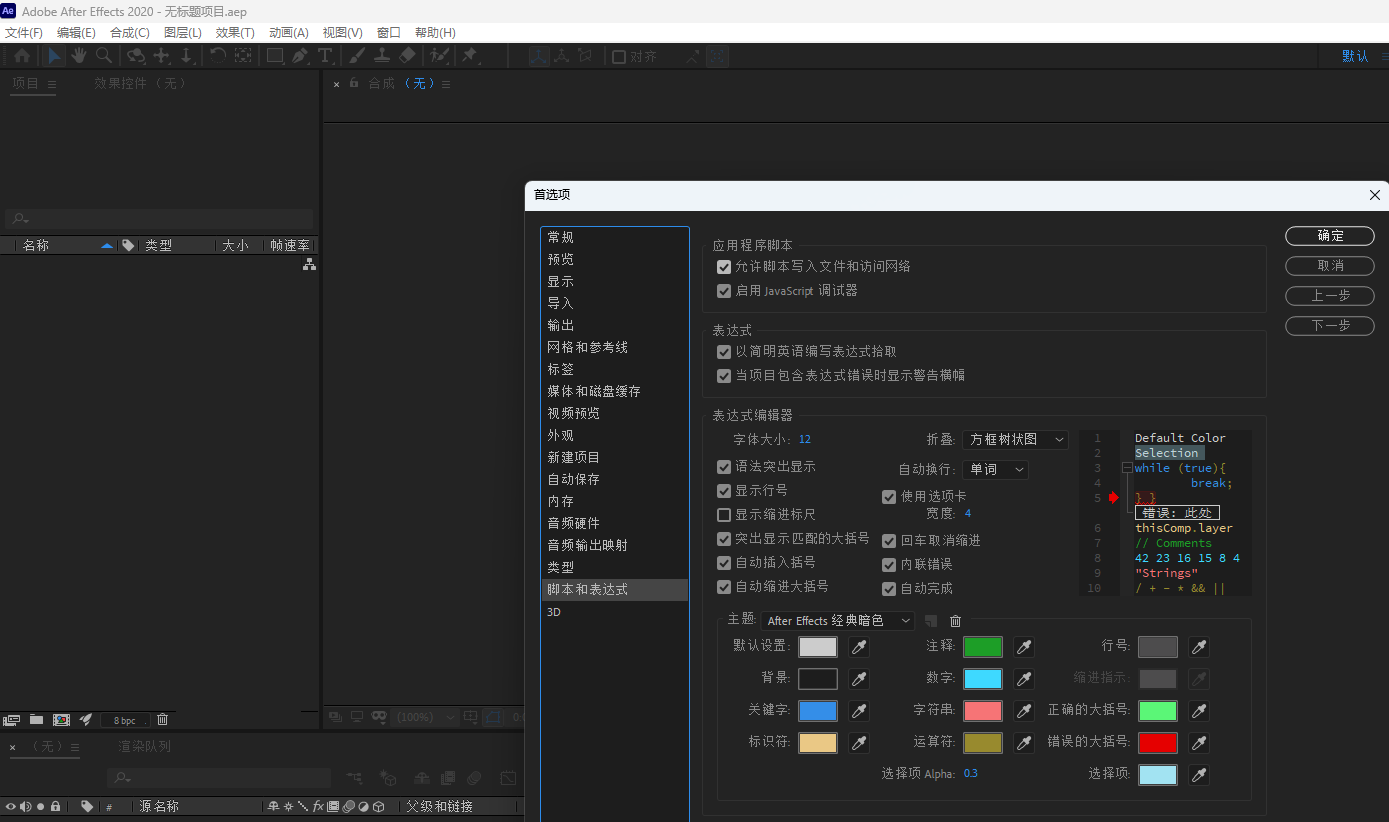 Ae Adobe After Effects 2020 - 无标题项目.aep
文件(F) 编辑(E) 合成(C) 图层(L) 效果(T) 动画(A) 视图(V) 窗口 帮助(H)
对齐 默认
项目 效果控件（无） × 合成（无）
首选项
名称 类型 大小 帧速率
常规
预览
显示
导入
输出
网格和参考线
标签
媒体和磁盘缓存
视频预览
外观
新建项目
自动保存
内存
音频硬件
音频输出映射
类型
脚本和表达式
3D
应用程序脚本
允许脚本写入文件和访问网络
启用 JavaScript 调试器
表达式
以简明英语编写表达式拾取
当项目包含表达式错误时显示警告横幅
表达式编辑器
字体大小: 12
语法突出显示
显示行号
显示缩进标尺
突出显示匹配的大括号
自动插入括号
自动缩进大括号
折叠: 方框树状图
自动换行: 单词
使用选项卡
宽度: 4
回车取消缩进
内联错误
自动完成
1 Default Color
2 Selection
3 while (true){
4 break;
5 } }
错误: 此处
6 thisComp.layer
7 // Comments
8 42 23 16 15 8 4
9 "Strings"
10 / + - * && ||
主题: After Effects 经典暗色
默认设置: 注释: 行号:
背景: 数字: 缩进指示:
关键字: 字符串: 正确的大括号:
标识符: 运算符: 错误的大括号:
选择项 Alpha: 0.3 选择项:
确定
取消
上一步
下一步
8 bpc (100%)
× （无） 渲染队列
# 源名称 fx 父级和链接